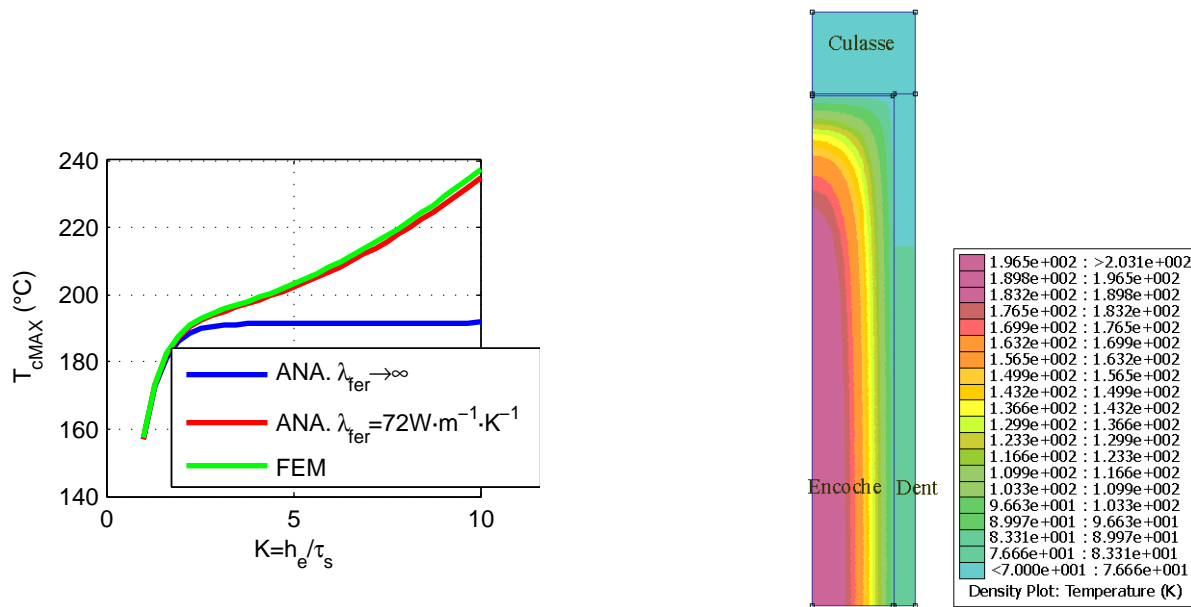 240
220
200
180
160
140
0
5
10
T_cMAX (°C)
K=h_e/τ_s
ANA. λ_fer→∞
ANA. λ_fer=72W·m⁻¹·K⁻¹
FEM
Culasse
Encoche
Dent
1.965e+002 : >2.031e+002
1.898e+002 : 1.965e+002
1.832e+002 : 1.898e+002
1.765e+002 : 1.832e+002
1.699e+002 : 1.765e+002
1.632e+002 : 1.699e+002
1.565e+002 : 1.632e+002
1.499e+002 : 1.565e+002
1.432e+002 : 1.499e+002
1.366e+002 : 1.432e+002
1.299e+002 : 1.366e+002
1.233e+002 : 1.299e+002
1.166e+002 : 1.233e+002
1.099e+002 : 1.166e+002
1.033e+002 : 1.099e+002
9.663e+001 : 1.033e+002
8.997e+001 : 9.663e+001
8.331e+001 : 8.997e+001
7.666e+001 : 8.331e+001
<7.000e+001 : 7.666e+001
Density Plot: Temperature (K)